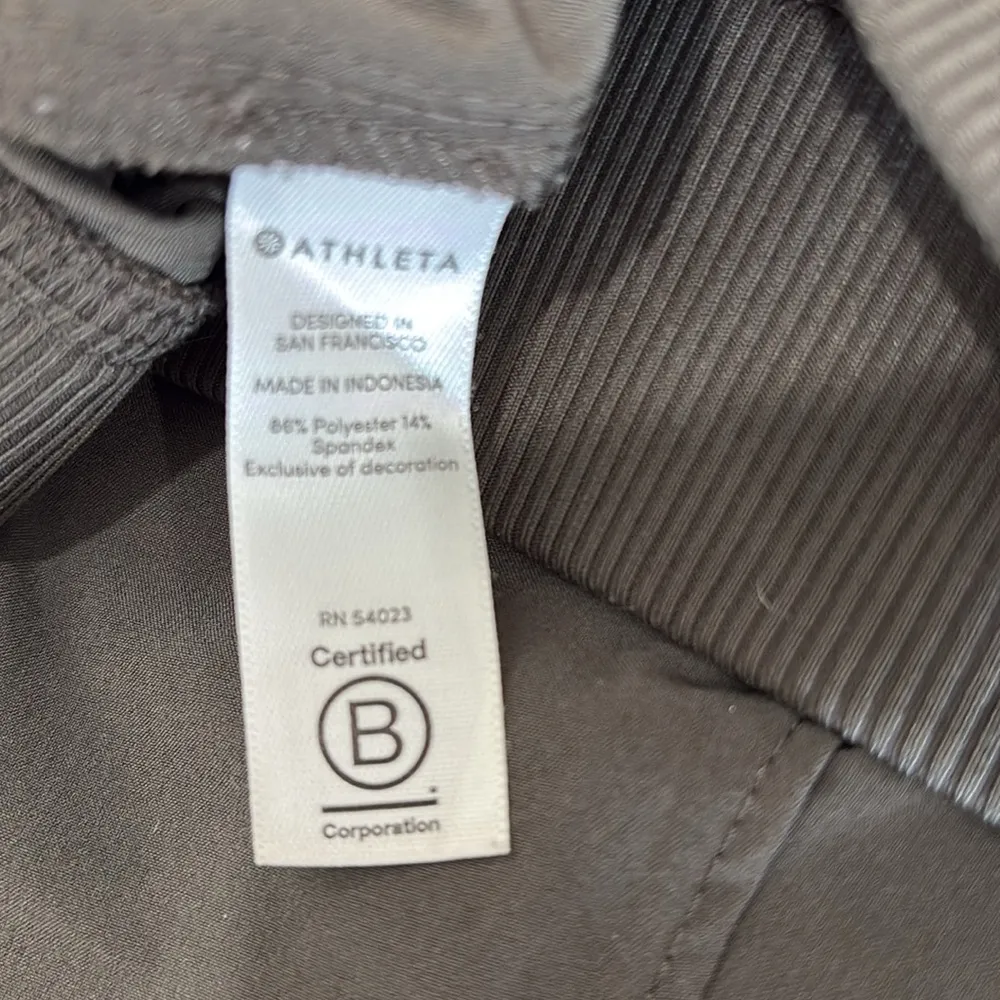 ATHLETA
DESIGNED IN
SAN FRANCISCO
MADE IN INDONESIA
86% Polyester 14%
Spandex
Exclusive of decoration
RN 54023
Certified
B
Corporation